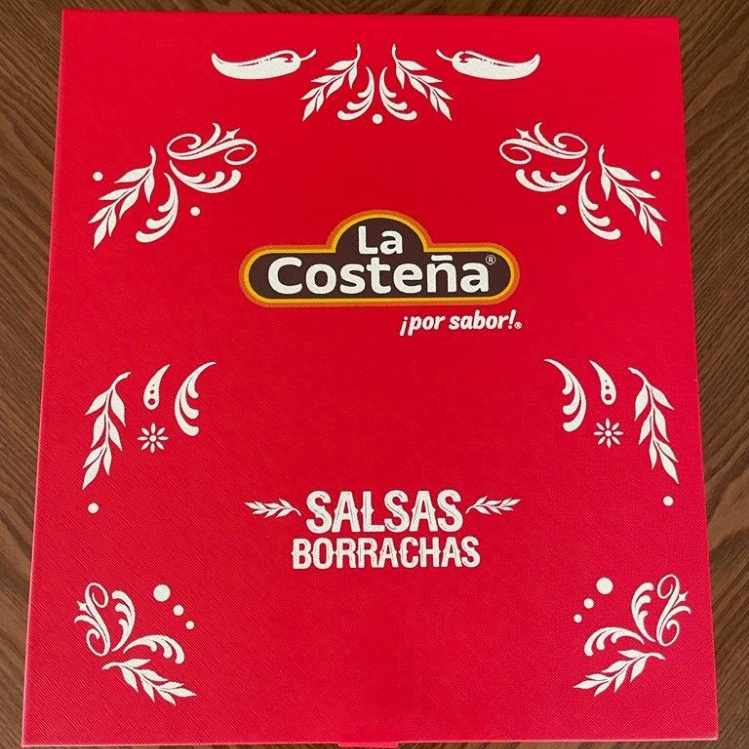 La
Costeña®
¡por sabor!®
SALSAS
BORRACHAS